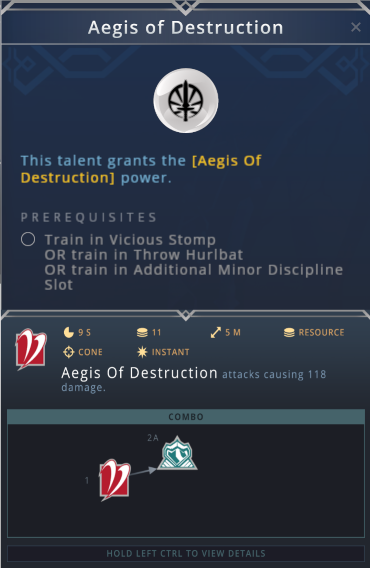 Aegis of Destruction
This talent grants the [Aegis Of
Destruction] power.
PREREQUISITES
Train in Vicious Stomp
OR train in Throw Hurlbat
OR train in Additional Minor Discipline
Slot
9 S 11 5 M RESOURCE
CONE INSTANT
Aegis Of Destruction attacks causing 118
damage.
COMBO
2A
1
HOLD LEFT CTRL TO VIEW DETAILS